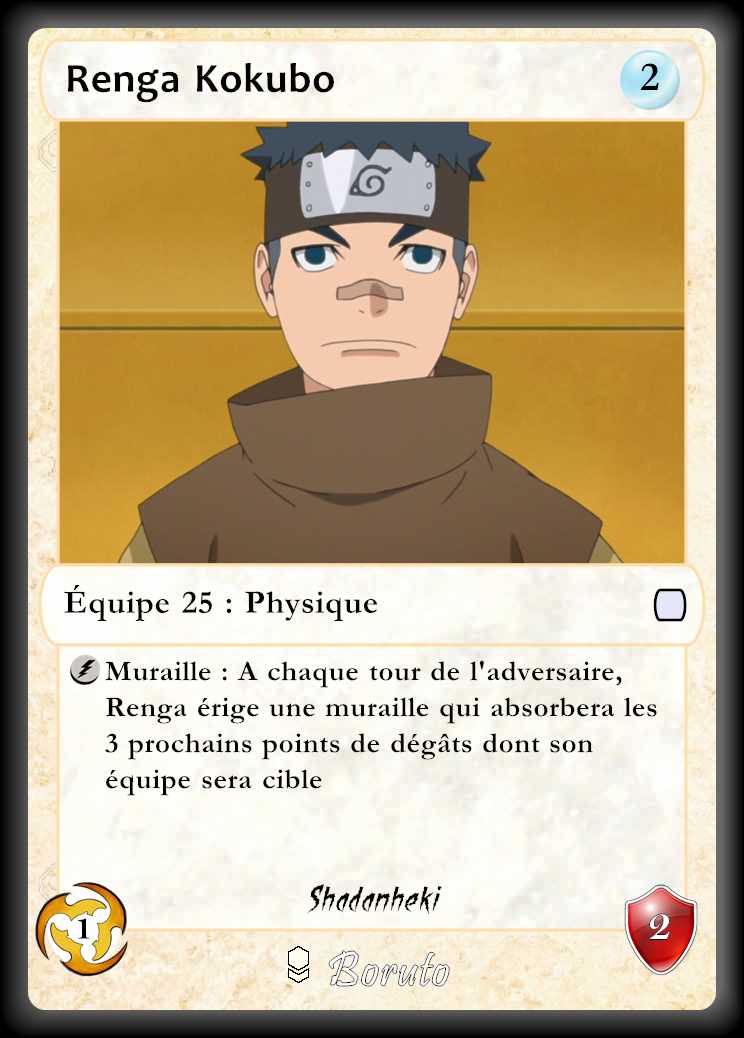 Renga Kokubo
2
Équipe 25 : Physique
Muraille : A chaque tour de l'adversaire,
Renga érige une muraille qui absorbera les
3 prochains points de dégâts dont son
équipe sera cible
Shadanheki
1
2
Boruto